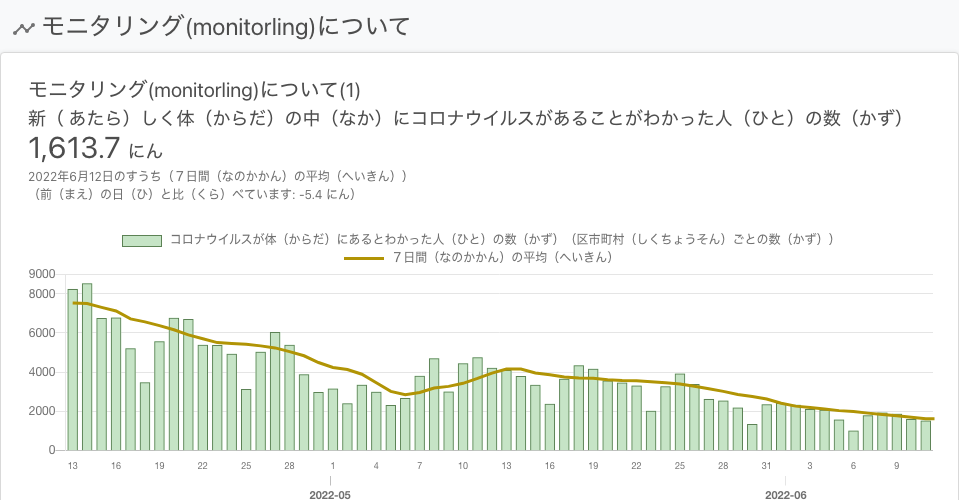 モニタリング(monitorling)について
モニタリング(monitorling)について(1)
新（ あたら）しく体（からだ）の中（なか）にコロナウイルスがあることがわかった人（ひと）の数（かず）
1,613.7 にん
2022年6月12日のすうち（７日間（なのかかん）の平均（へいきん））
（前（まえ）の日（ひ）と比（くら）べています: -5.4 にん）
コロナウイルスが体（からだ）にあるとわかった人（ひと）の数（かず）（区市町村（しくちょうそん）ごとの数（かず））
７日間（なのかかん）の平均（へいきん）
9000
8000
6000
4000
2000
0
13 16 19 22 25 28 1 4 7 10 13 16 19 22 25 28 31 3 6 9
2022-05 2022-06